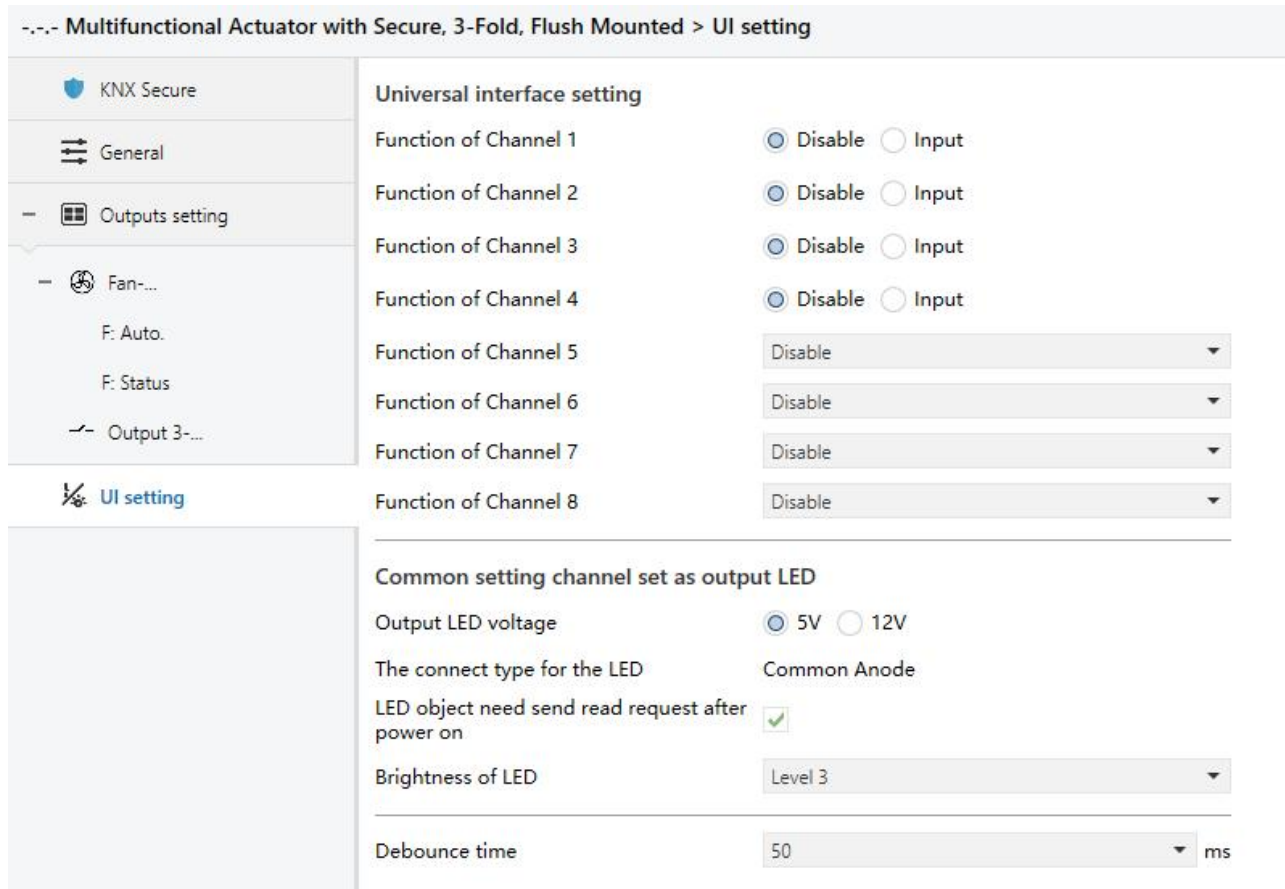 -.-.- Multifunctional Actuator with Secure, 3-Fold, Flush Mounted > UI setting
KNX Secure
General
Outputs setting
Fan-...
F: Auto.
F: Status
Output 3-...
UI setting
Universal interface setting
Function of Channel 1 Disable Input
Function of Channel 2 Disable Input
Function of Channel 3 Disable Input
Function of Channel 4 Disable Input
Function of Channel 5 Disable
Function of Channel 6 Disable
Function of Channel 7 Disable
Function of Channel 8 Disable
Common setting channel set as output LED
Output LED voltage 5V 12V
The connect type for the LED Common Anode
LED object need send read request after
power on
Brightness of LED Level 3
Debounce time 50 ms